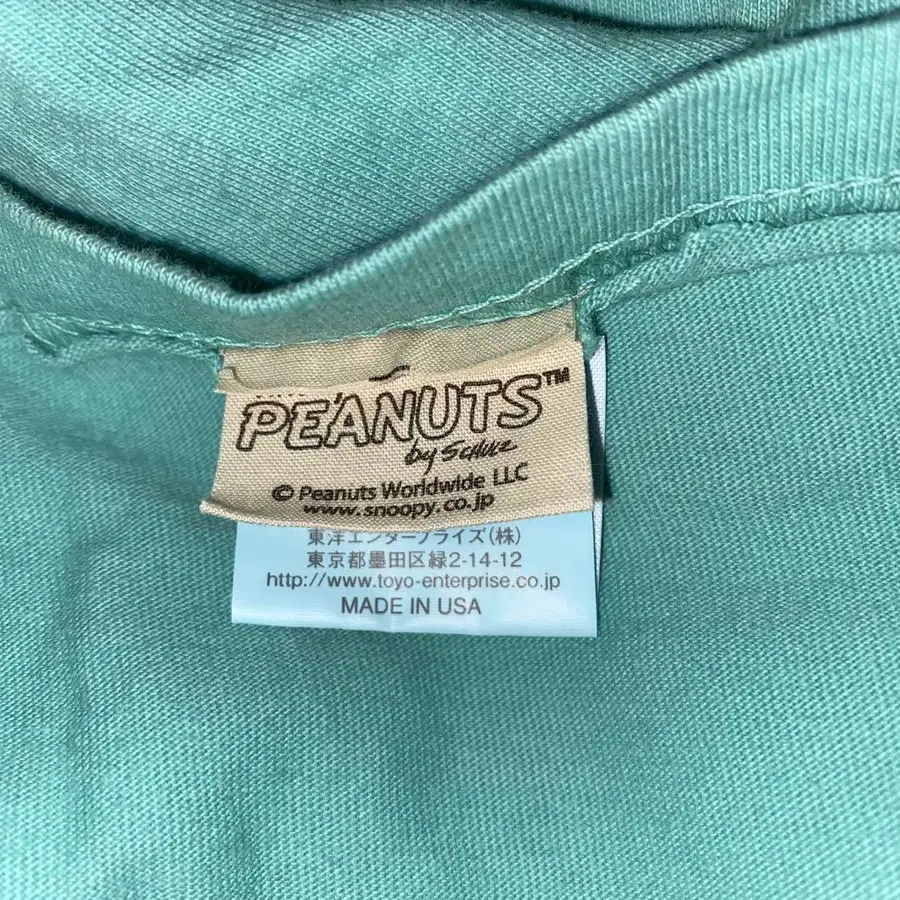 PEANUTS™
by SCHULZ
© Peanuts Worldwide LLC
www.snoopy.co.jp
東洋エンタープライズ(株)
東京都墨田区緑2-14-12
http://www.toyo-enterprise.co.jp
MADE IN USA